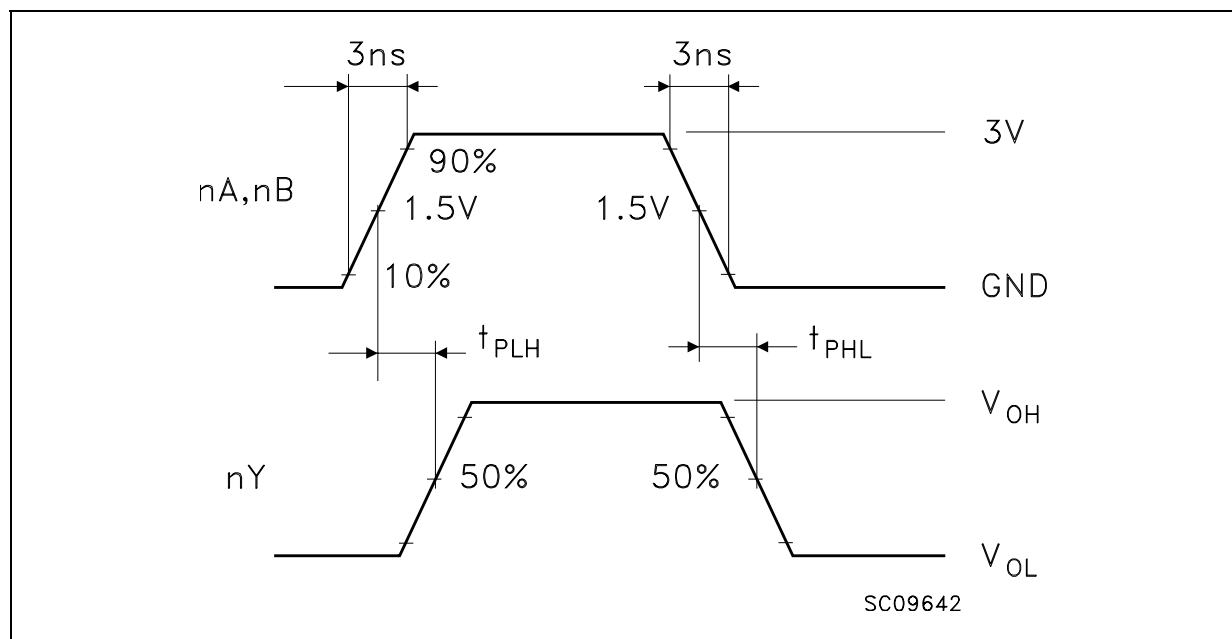 3ns 3ns
3V
90%
nA,nB 1.5V 1.5V
10% GND
tPLH tPHL
VOH
nY 50% 50%
VOL
SC09642